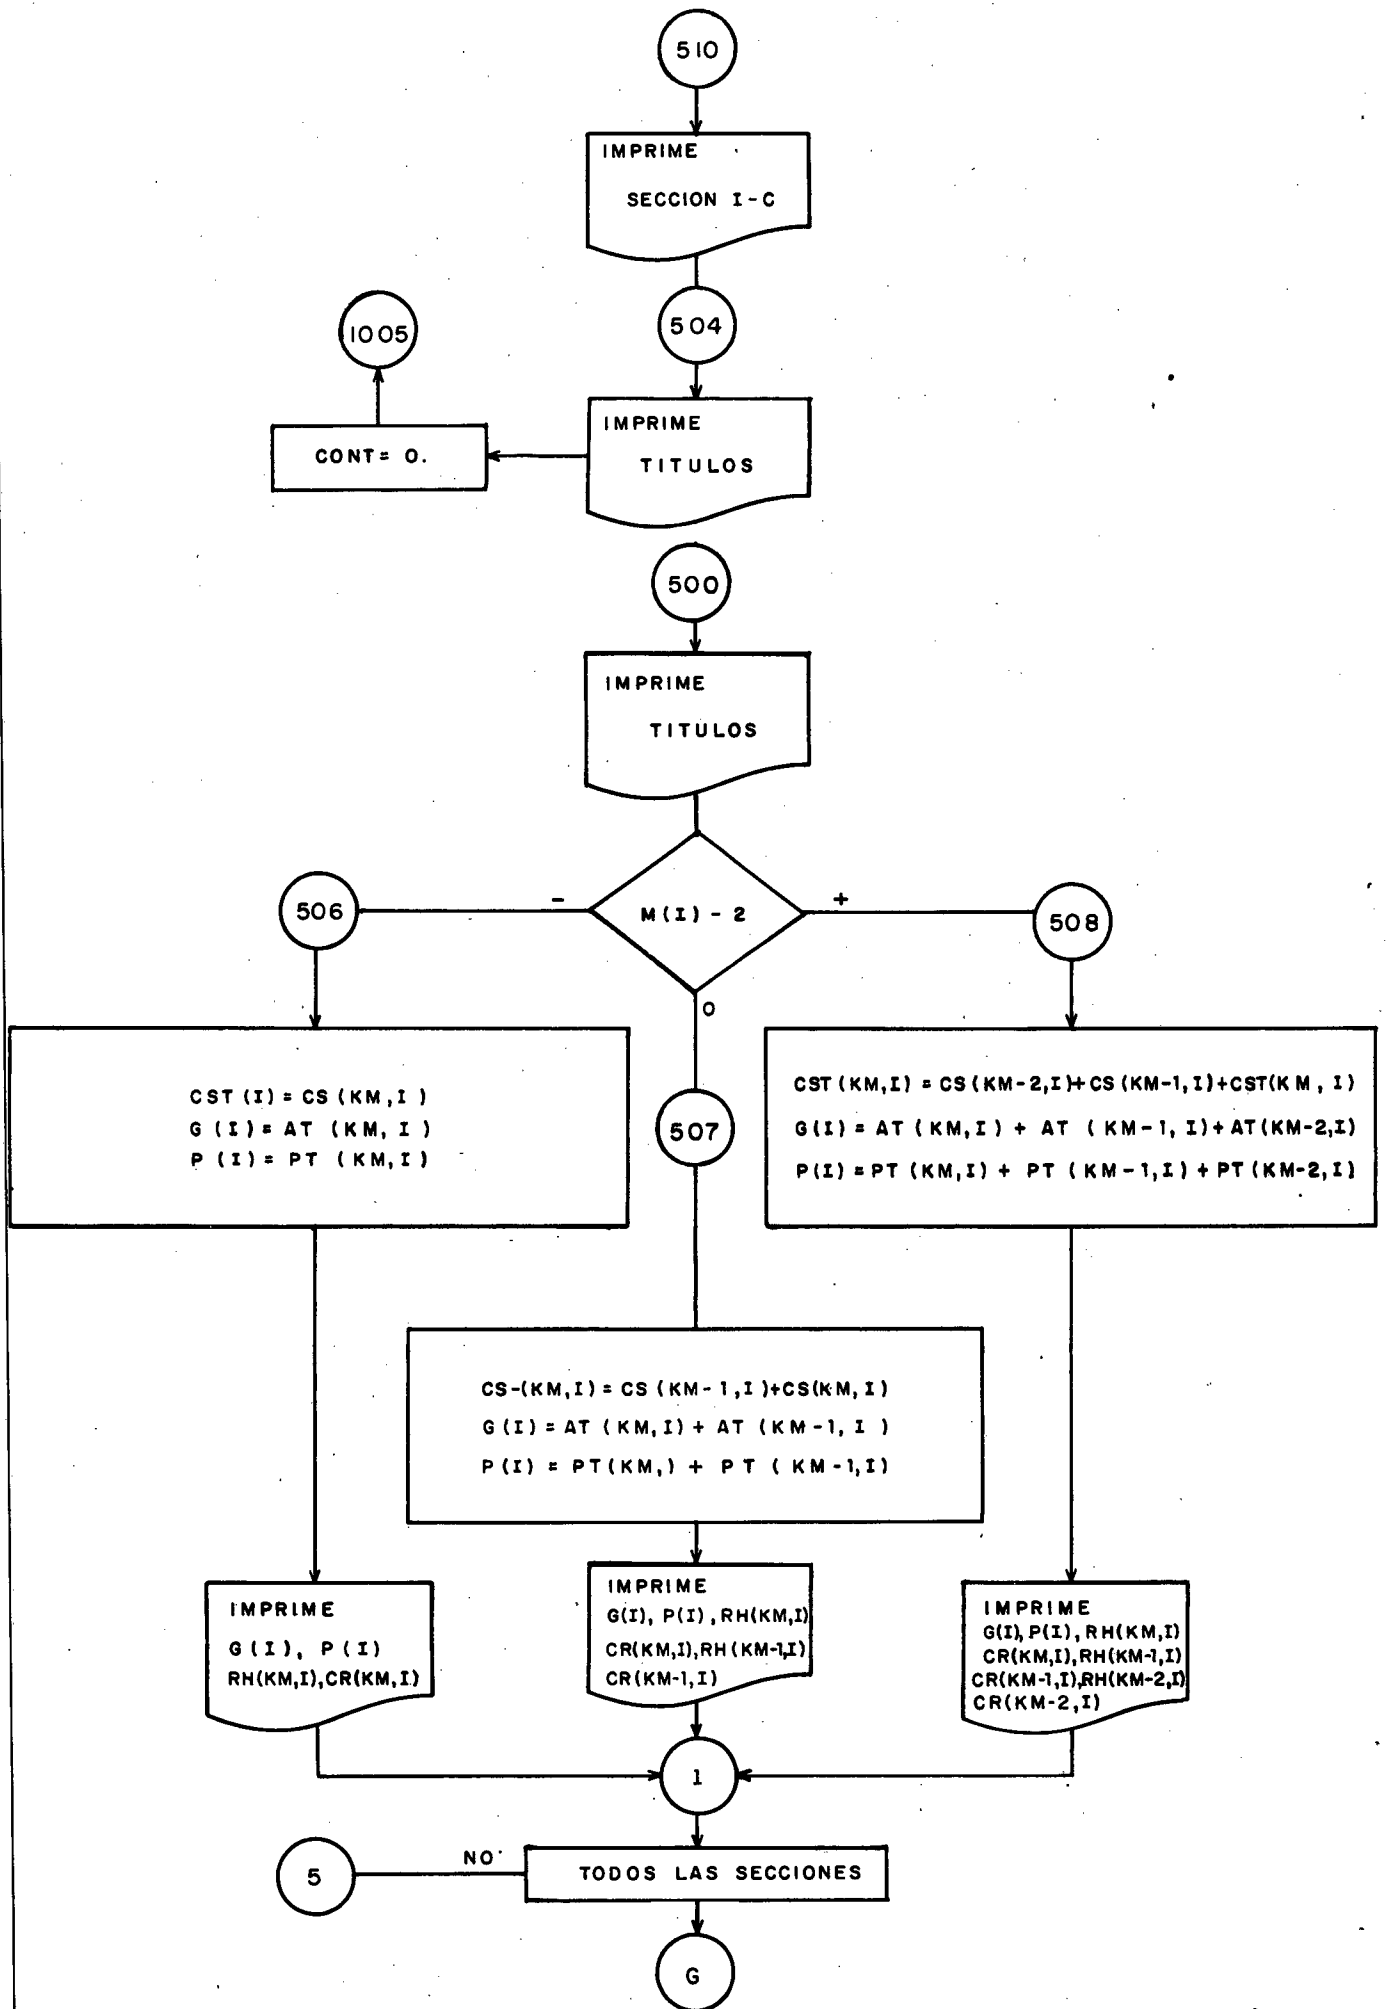 510
IMPRIME
SECCION I-C
1005
504
CONT= 0.
IMPRIME
TITULOS
500
IMPRIME
TITULOS
506
-
M(I) - 2
+
508
0
CST (I) = CS (KM, I )
G (I) = AT (KM, I )
P (I) = PT (KM, I )
507
CST (KM, I) = CS (KM-2, I)+CS (KM-1, I)+CST(KM, I)
G(I) = AT (KM, I) + AT (KM-1, I)+ AT(KM-2, I)
P(I) = PT (KM, I) + PT (KM-1, I) + PT (KM-2, I)
CS-(KM, I) = CS (KM-1, I)+CS(KM, I)
G(I) = AT (KM, I) + AT (KM-1, I )
P(I) = PT(KM,) + PT ( KM-1, I)
IMPRIME
G(I), P(I)
RH(KM,I),CR(KM,I)
IMPRIME
G(I), P(I), RH(KM,I)
CR(KM,I),RH(KM-1,I)
CR(KM-1,I)
IMPRIME
G(I), P(I), RH(KM,I)
CR(KM,I),RH(KM-1,I)
CR(KM-1,I),RH(KM-2,I)
CR(KM-2,I)
1
5
NO
TODOS LAS SECCIONES
G